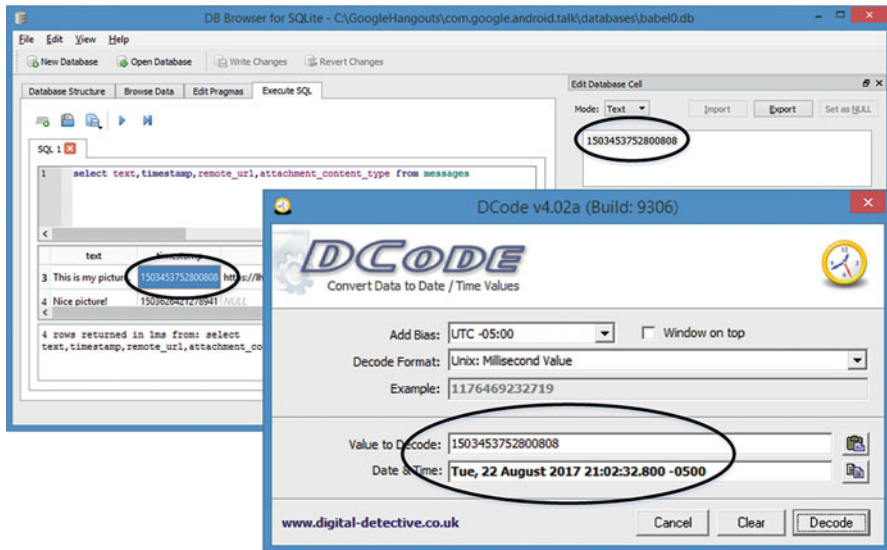 DB Browser for SQLite - C:\GoogleHangouts\com.google.android.talk\databases\babel0.db
File Edit View Help
New Database Open Database Write Changes Revert Changes
Database Structure Browse Data Edit Pragmas Execute SQL
SQL 1
1 select text,timestamp,remote_url,attachment_content_type from messages
text timestamp
3 This is my pictur 1503453752800808 https://lh
4 Nice picture! 1503626421278941 NULL
4 rows returned in 1ms from: select
text,timestamp,remote_url,attachment_co
Edit Database Cell
Mode: Text Import Export Set as NULL
1503453752800808
DCode v4.02a (Build: 9306)
DCODE
Convert Data to Date / Time Values
Add Bias: UTC -05:00 Window on top
Decode Format: Unix: Millisecond Value
Example: 1176469232719
Value to Decode: 1503453752800808
Date & Time: Tue, 22 August 2017 21:02:32.800 -0500
www.digital-detective.co.uk Cancel Clear Decode